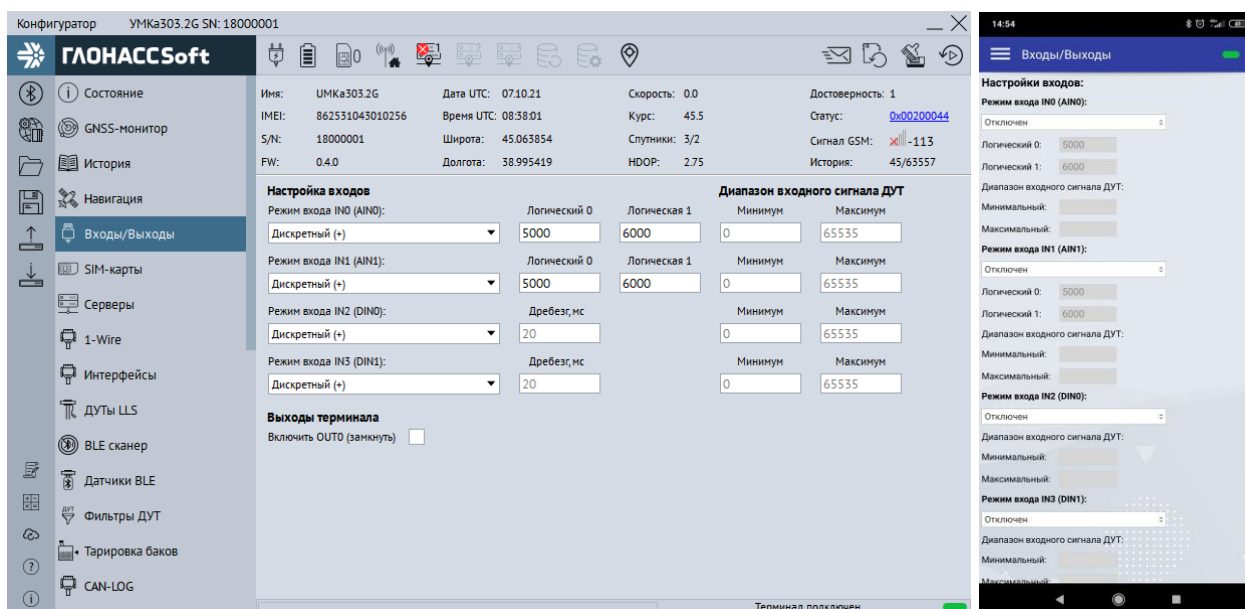 Конфигуратор УМКа303.2G SN: 18000001
ГЛОНАССSoft
0
1
2
3
Состояние
GNSS-монитор
История
Навигация
Входы/Выходы
SIM-карты
Серверы
1-Wire
Интерфейсы
ДУТы LLS
BLE сканер
Датчики BLE
Фильтры ДУТ
Тарировка баков
CAN-LOG
Имя: УМКа303.2G Дата UTC: 07.10.21 Скорость: 0.0 Достоверность: 1
IMEI: 862531043010256 Время UTC: 08:38:01 Курс: 45.5 Статус: 0x00200044
S/N: 18000001 Широта: 45.063854 Спутники: 3/2 Сигнал GSM: -113
FW: 0.4.0 Долгота: 38.995419 HDOP: 2.75 История: 45/63557
Настройка входов Диапазон входного сигнала ДУТ
Режим входа IN0 (AIN0): Логический 0 Логическая 1 Минимум Максимум
Дискретный (+) 5000 6000 0 65535
Режим входа IN1 (AIN1): Логический 0 Логическая 1 Минимум Максимум
Дискретный (+) 5000 6000 0 65535
Режим входа IN2 (DIN0): Дребезг,мс Минимум Максимум
Дискретный (+) 20 0 65535
Режим входа IN3 (DIN1): Дребезг,мс Минимум Максимум
Дискретный (+) 20 0 65535
Выходы терминала
Включить OUT0 (замкнуть)
Терминал подключен
14:54
Входы/Выходы
Настройки входов:
Режим входа IN0 (AIN0):
Отключен
Логический 0: 5000
Логический 1: 6000
Диапазон входного сигнала ДУТ:
Минимальный:
Максимальный:
Режим входа IN1 (AIN1):
Отключен
Логический 0: 5000
Логический 1: 6000
Диапазон входного сигнала ДУТ:
Минимальный:
Максимальный:
Режим входа IN2 (DIN0):
Отключен
Диапазон входного сигнала ДУТ:
Минимальный:
Максимальный:
Режим входа IN3 (DIN1):
Отключен
Диапазон входного сигнала ДУТ:
Минимальный:
Максимальный: